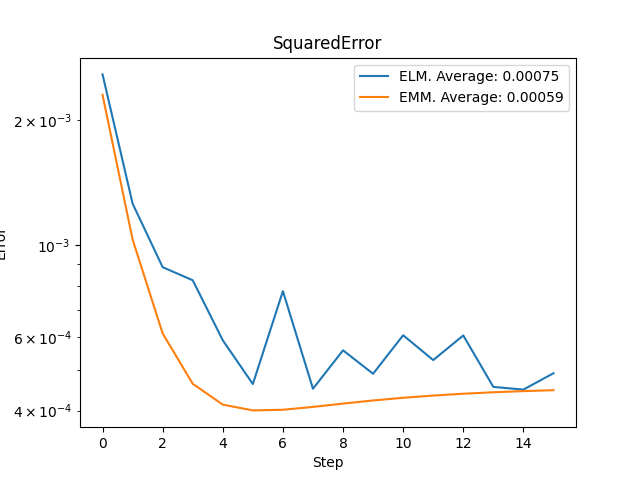 SquaredError
ELM. Average: 0.00075
EMM. Average: 0.00059
2 × 10⁻³
10⁻³
6 × 10⁻⁴
4 × 10⁻⁴
Error
0 2 4 6 8 10 12 14
Step